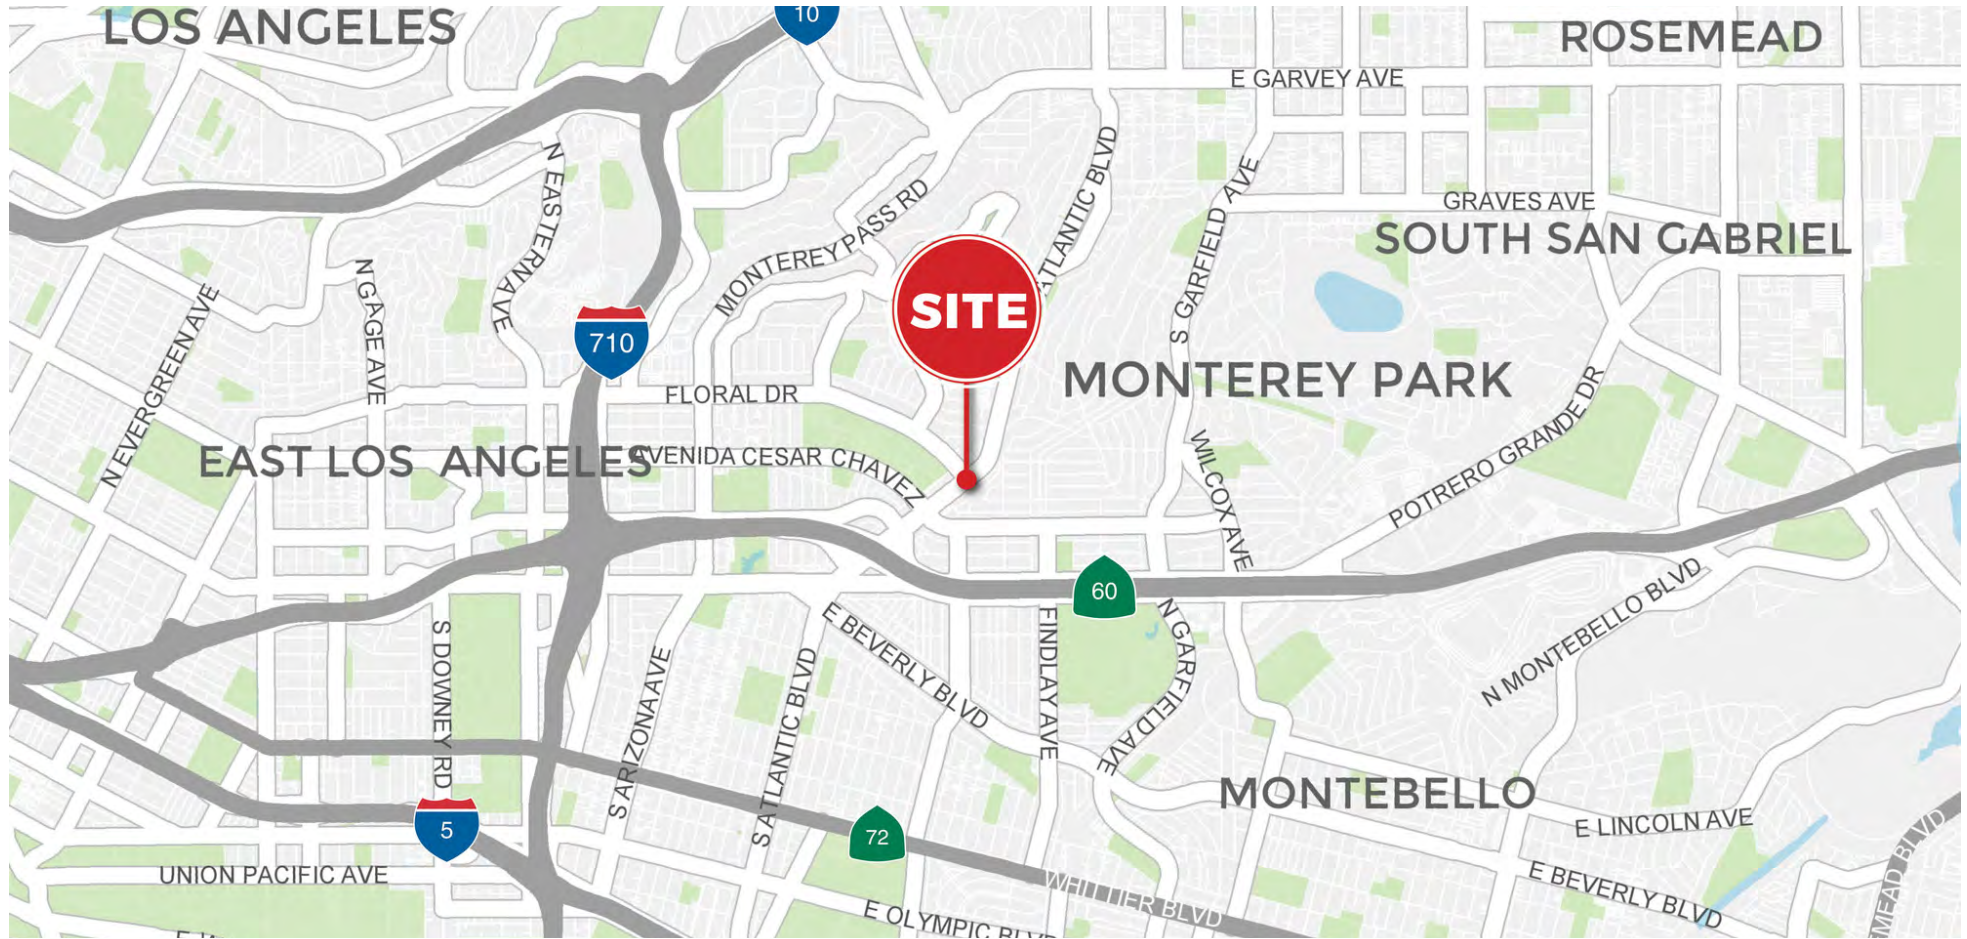 LOS ANGELES
10
ROSEMEAD
E GARVEY AVE
N EASTERN AVE
ATLANTIC BLVD
MONTEREY PASS RD
S GARFIELD AVE
GRAVES AVE
SOUTH SAN GABRIEL
N EVERGREEN AVE
N GAGE AVE
SITE
710
MONTEREY PARK
FLORAL DR
POTRERO GRANDE DR
EAST LOS ANGELES
AVENIDA CESAR CHAVEZ
WILCOX AVE
60
N MONTEBELLO BLVD
E BEVERLY BLVD
FINDLAY AVE
N GARFIELD AVE
S DOWNEY RD
S ARIZONA AVE
S ATLANTIC BLVD
MONTEBELLO
5
72
E LINCOLN AVE
UNION PACIFIC AVE
WHITTIER BLVD
E BEVERLY BLVD
MEAD BLVD
E OLYMPIC BLVD